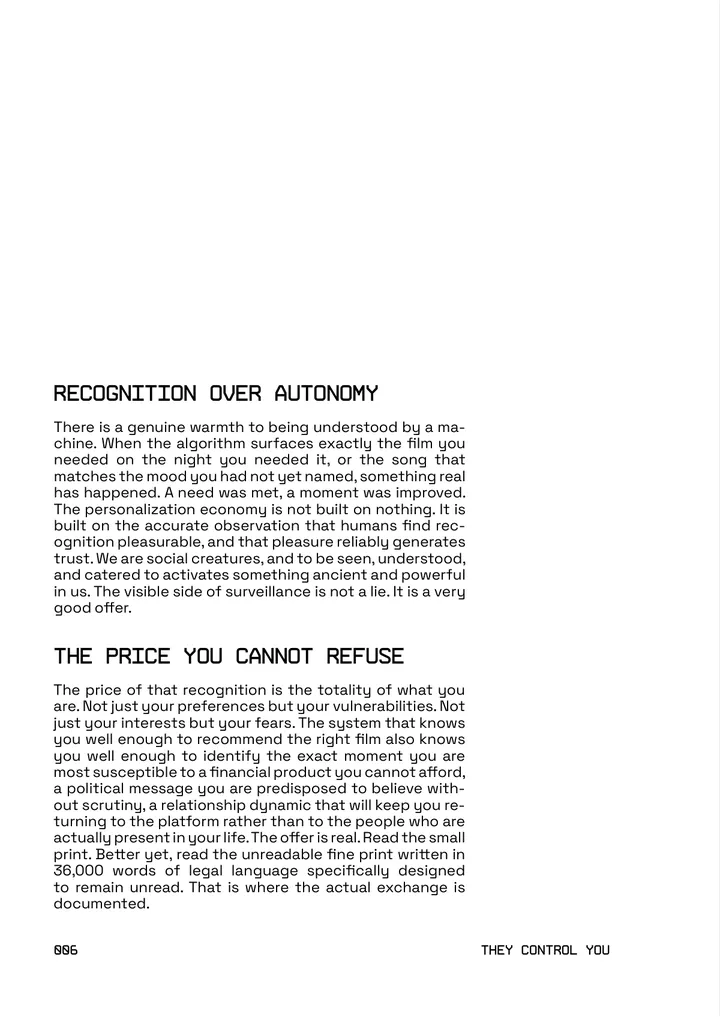 RECOGNITION OVER AUTONOMY
There is a genuine warmth to being understood by a ma-
chine. When the algorithm surfaces exactly the film you
needed on the night you needed it, or the song that
matches the mood you had not yet named, something real
has happened. A need was met, a moment was improved.
The personalization economy is not built on nothing. It is
built on the accurate observation that humans find rec-
ognition pleasurable, and that pleasure reliably generates
trust. We are social creatures, and to be seen, understood,
and catered to activates something ancient and powerful
in us. The visible side of surveillance is not a lie. It is a very
good offer.
THE PRICE YOU CANNOT REFUSE
The price of that recognition is the totality of what you
are. Not just your preferences but your vulnerabilities. Not
just your interests but your fears. The system that knows
you well enough to recommend the right film also knows
you well enough to identify the exact moment you are
most susceptible to a financial product you cannot afford,
a political message you are predisposed to believe with-
out scrutiny, a relationship dynamic that will keep you re-
turning to the platform rather than to the people who are
actually present in your life. The offer is real. Read the small
print. Better yet, read the unreadable fine print written in
36,000 words of legal language specifically designed
to remain unread. That is where the actual exchange is
documented.
006
THEY CONTROL YOU